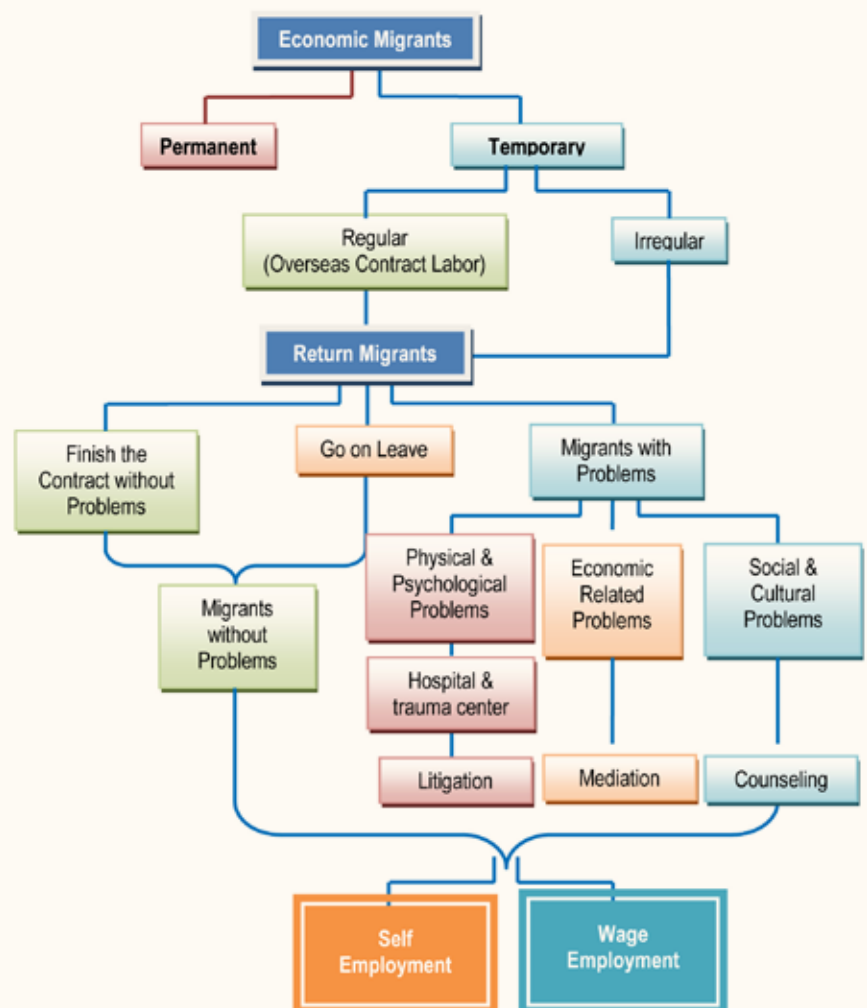 Economic Migrants
Permanent
Temporary
Regular
(Overseas Contract Labor)
Irregular
Return Migrants
Finish the
Contract without
Problems
Go on Leave
Migrants with
Problems
Physical &
Psychological
Problems
Economic
Related
Problems
Social &
Cultural
Problems
Migrants
without
Problems
Hospital &
trauma center
Litigation
Mediation
Counseling
Self
Employment
Wage
Employment